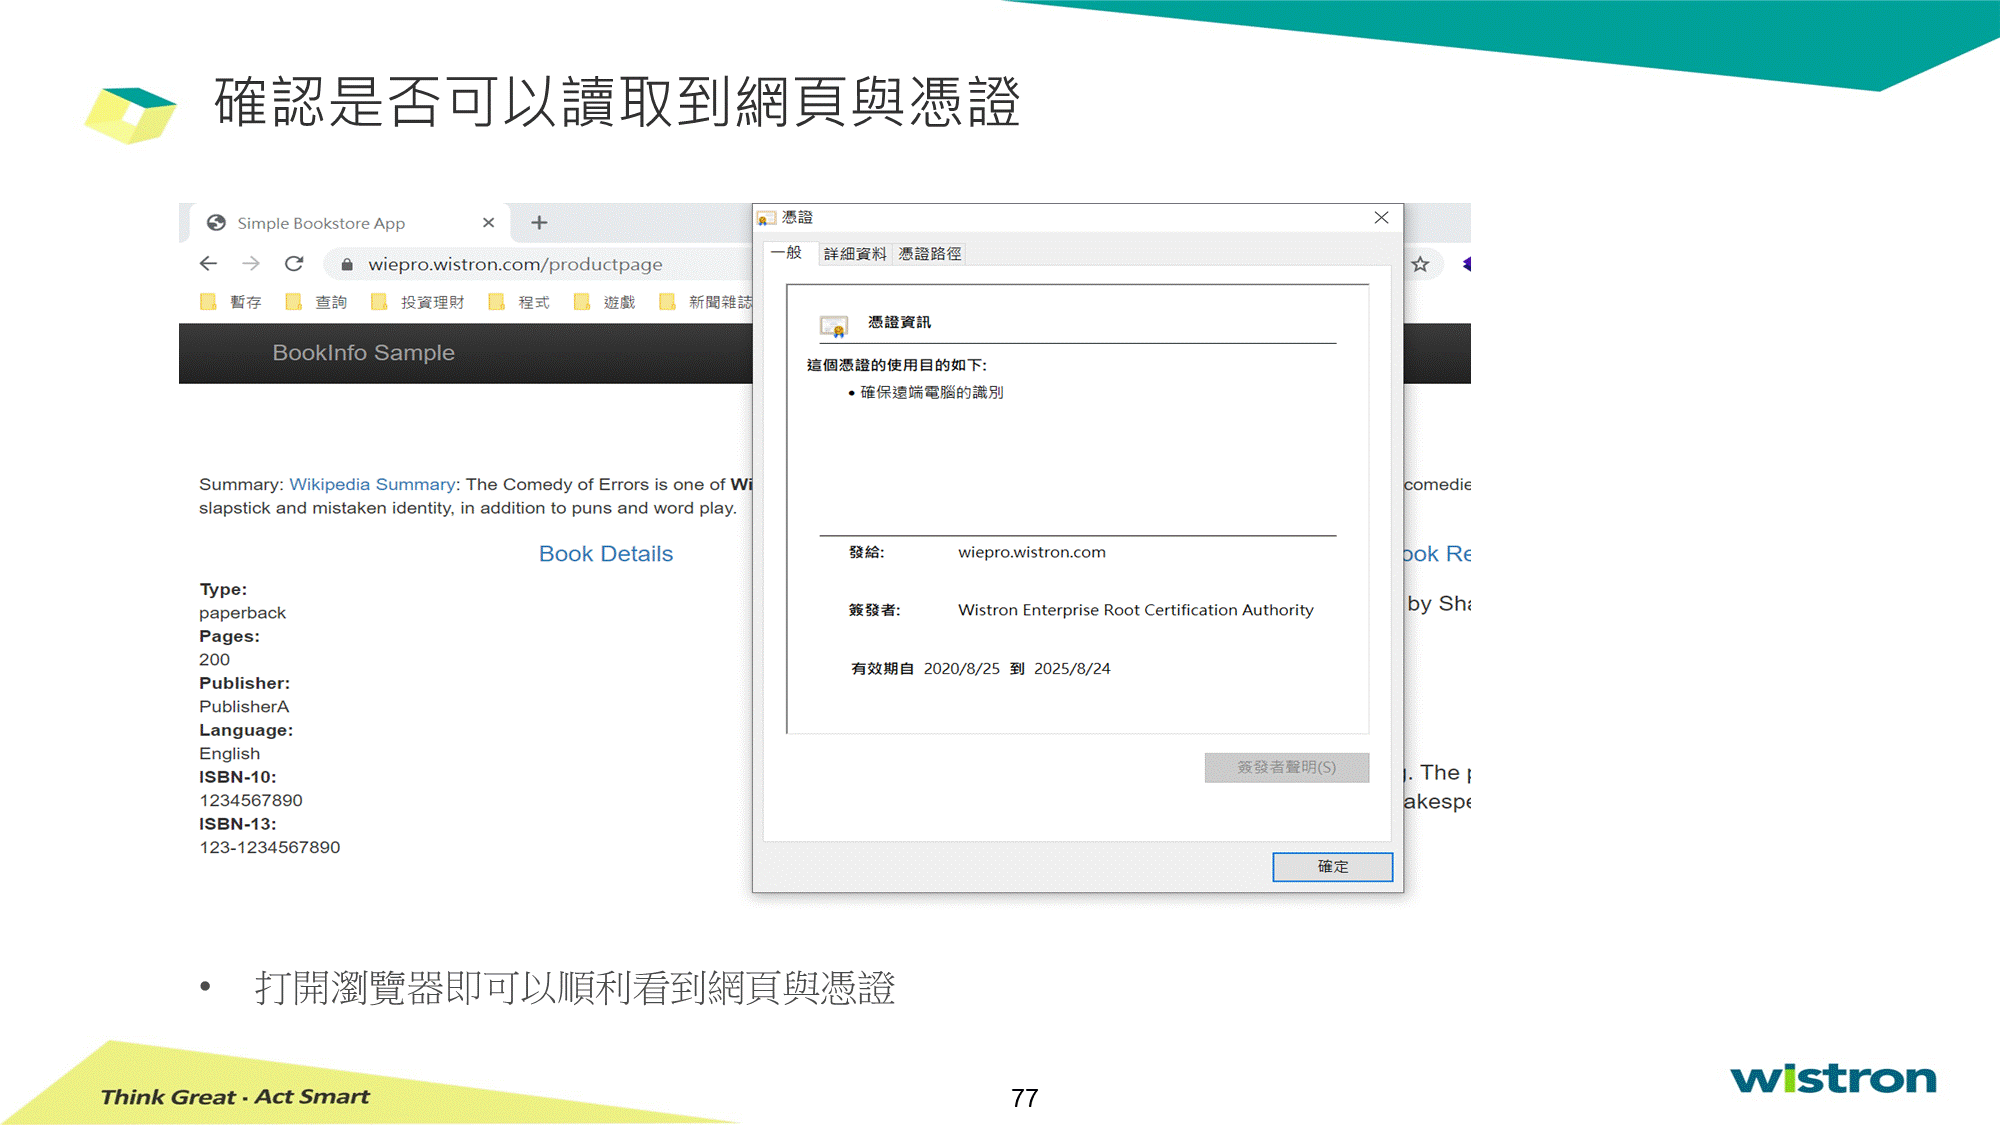 確認是否可以讀取到網頁與憑證
Simple Bookstore App
wiepro.wistron.com/productpage
暫存 查詢 投資理財 程式 遊戲 新聞雜誌
BookInfo Sample
Summary: Wikipedia Summary: The Comedy of Errors is one of Wi
comedie
slapstick and mistaken identity, in addition to puns and word play.
Book Details
ook Re
Type:
paperback
by Sha
Pages:
200
Publisher:
PublisherA
Language:
English
ISBN-10:
. The p
1234567890
akespe
ISBN-13:
123-1234567890
憑證
一般 詳細資料 憑證路徑
憑證資訊
這個憑證的使用目的如下:
• 確保遠端電腦的識別
發給: wiepro.wistron.com
簽發者: Wistron Enterprise Root Certification Authority
有效期自 2020/8/25 到 2025/8/24
簽發者聲明(S)
確定
• 打開瀏覽器即可以順利看到網頁與憑證
Think Great · Act Smart
77
wistron